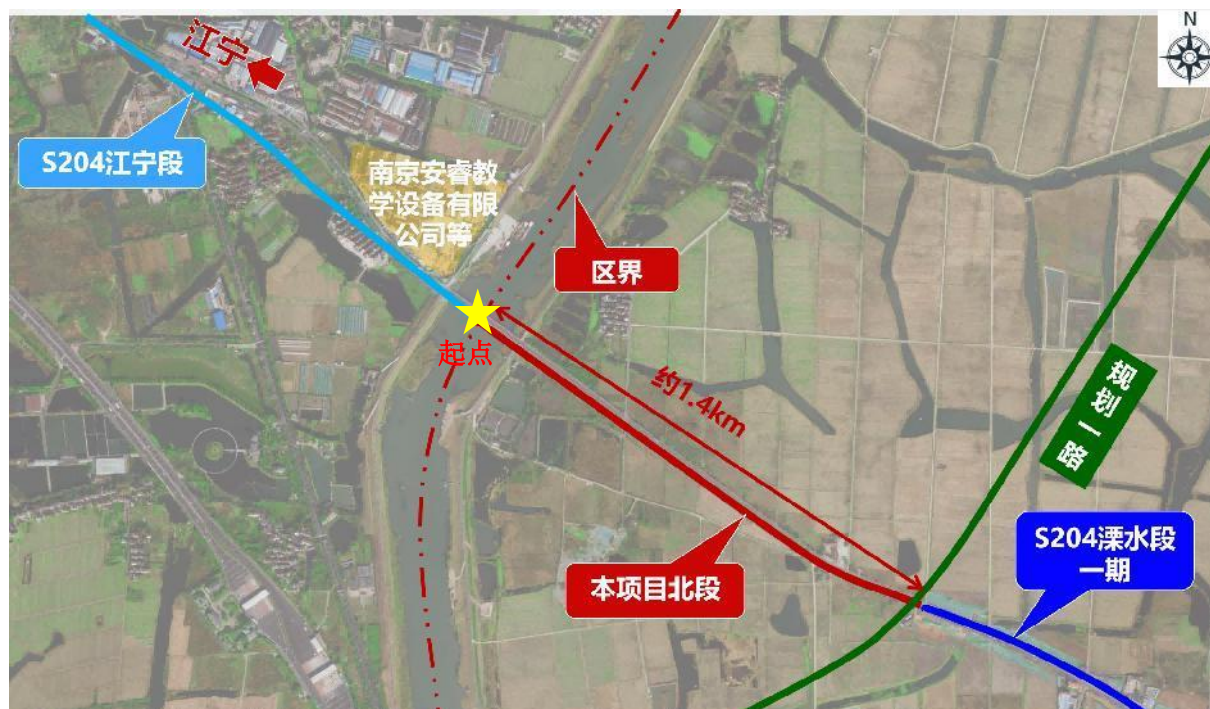 N
江宁
S204江宁段
南京安睿教
学设备有限
公司等
区界
起点
约1.4km
规划一路
S204溧水段
一期
本项目北段